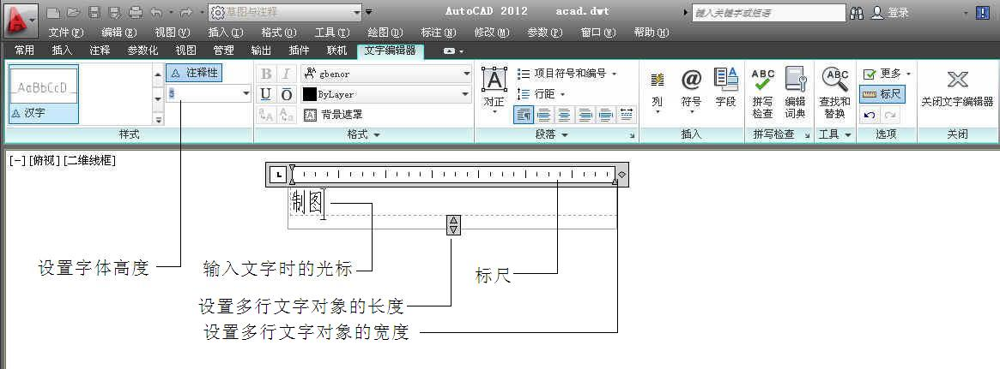 草图与注释 AutoCAD 2012 acad.dwt 键入关键字或短语 登录
文件(F) 编辑(E) 视图(V) 插入(I) 格式(O) 工具(T) 绘图(D) 标注(N) 修改(M) 参数(P) 窗口(W) 帮助(H)
常用 插入 注释 参数化 视图 管理 输出 插件 联机 文字编辑器
AaBbCcD
汉字
注释性
5
样式
B I gbenor
U O ByLayer
背景遮罩
格式
A
对正
项目符号和编号
行距
段落
列
@
符号
字段
插入
ABC
拼写检查
编辑词典
拼写检查
ABC
查找和替换
工具
更多
标尺
选项
关闭文字编辑器
关闭
[-][俯视][二维线框]
L
制图
设置字体高度
输入文字时的光标
标尺
设置多行文字对象的长度
设置多行文字对象的宽度